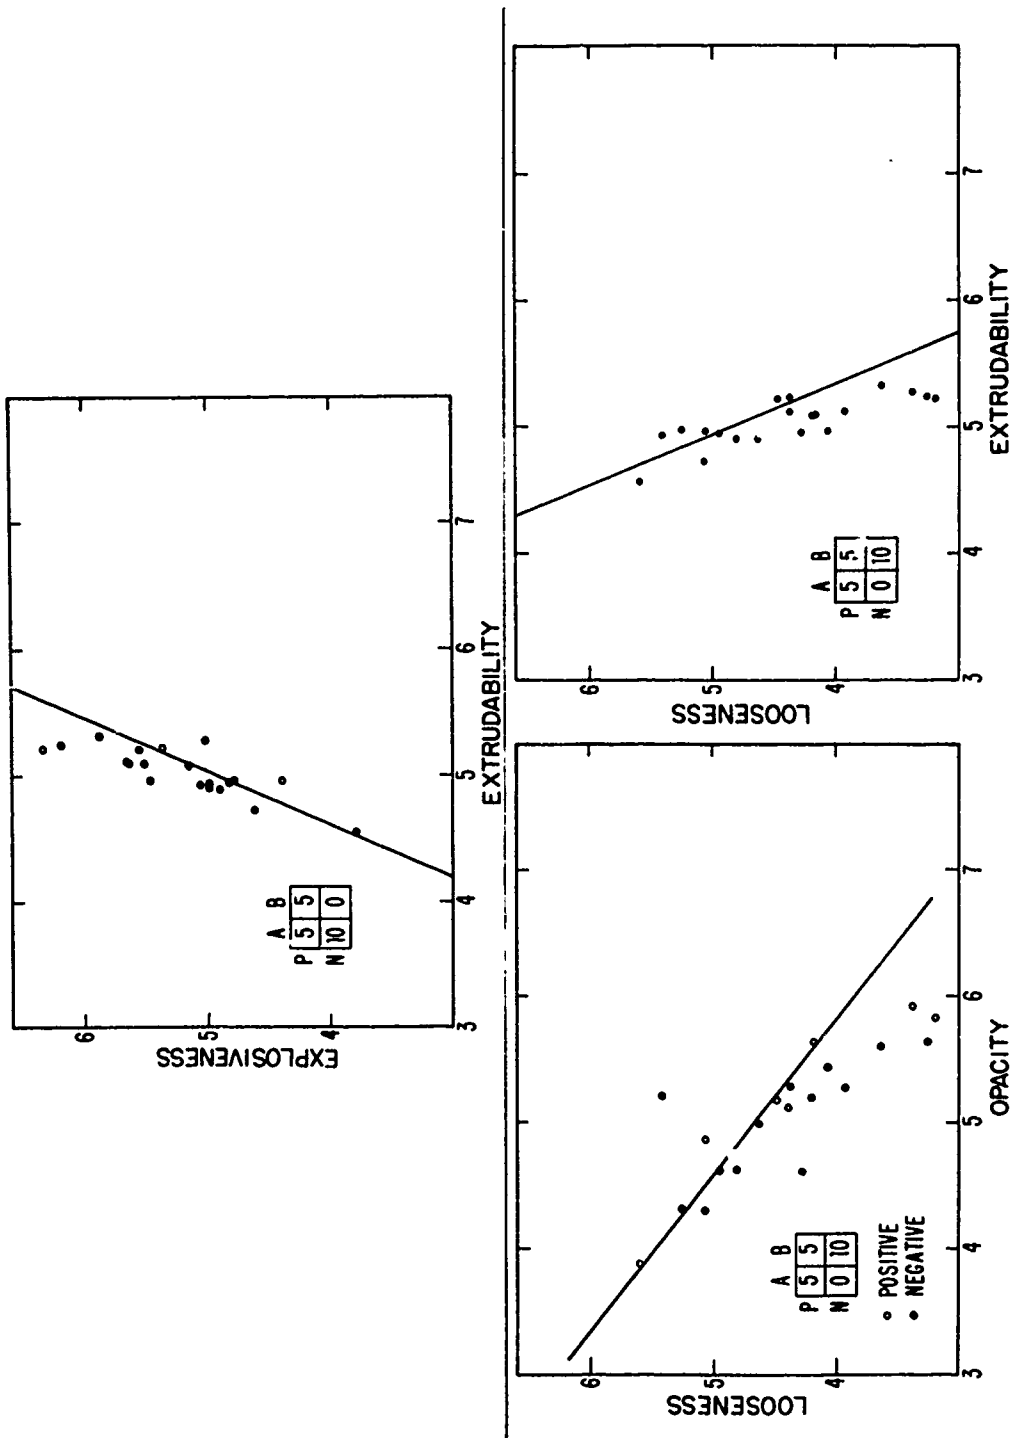 EXPLOSIVENESS
6
5
4
A B
P 5 5
N 10 0
3 4 5 6 7
EXTRUDABILITY
LOOSENESS
6
5
4
A B
P 5 5
N 0 10
POSITIVE
NEGATIVE
3 4 5 6 7
OPACITY
LOOSENESS
6
5
4
A B
P 5 5
N 0 10
3 4 5 6 7
EXTRUDABILITY